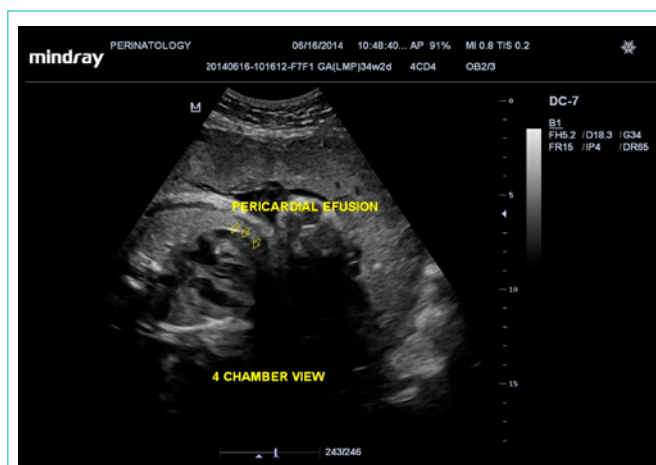 mindray
PERINATOLOGY 06/16/2014 10:48:40... AP 91% MI 0.8 TIS 0.2
20140616-101612-F7F1 GA(LMP)34w2d 4CD4 OB2/3
M
DC-7
B1
FH5.2 /D18.3 /G34
FR15 /IP4 /DR65
0
5
PERICARDIAL EFUSION
10
4 CHAMBER VIEW
15
243/246